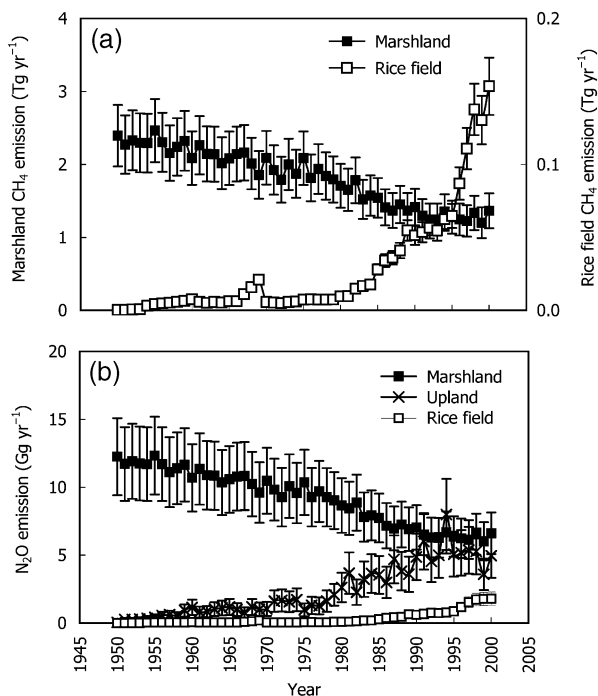 (a)
Marshland
Rice field
Marshland CH₄ emission (Tg yr⁻¹)
4
3
2
1
0
Rice field CH₄ emission (Tg yr⁻¹)
0.2
0.1
0.0
(b)
Marshland
Upland
Rice field
N₂O emission (Gg yr⁻¹)
20
15
10
5
0
1945
1950
1955
1960
1965
1970
1975
1980
1985
1990
1995
2000
2005
Year